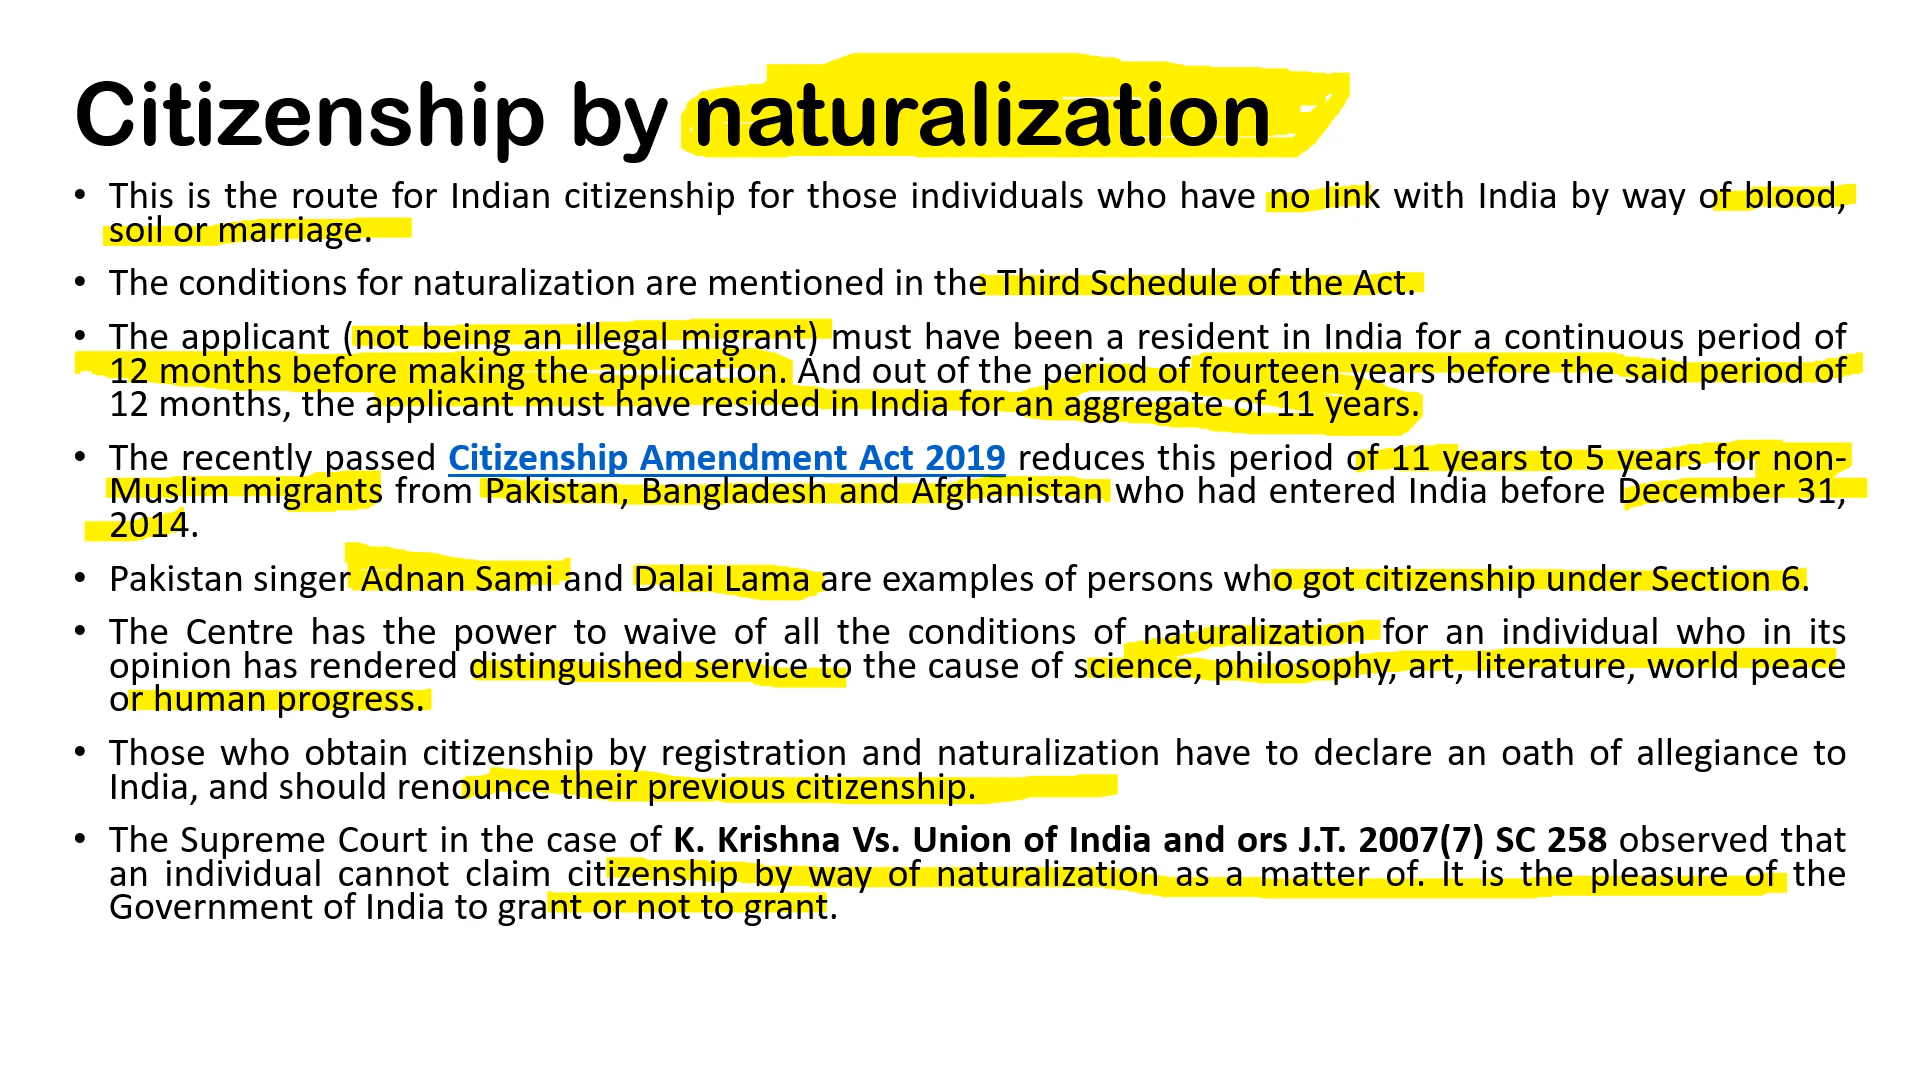 Citizenship by naturalization
• This is the route for Indian citizenship for those individuals who have no link with India by way of blood,
soil or marriage.
• The conditions for naturalization are mentioned in the Third Schedule of the Act.
• The applicant (not being an illegal migrant) must have been a resident in India for a continuous period of
12 months before making the application. And out of the period of fourteen years before the said period of
12 months, the applicant must have resided in India for an aggregate of 11 years.
• The recently passed Citizenship Amendment Act 2019 reduces this period of 11 years to 5 years for non-
Muslim migrants from Pakistan, Bangladesh and Afghanistan who had entered India before December 31,
2014.
• Pakistan singer Adnan Sami and Dalai Lama are examples of persons who got citizenship under Section 6.
• The Centre has the power to waive of all the conditions of naturalization for an individual who in its
opinion has rendered distinguished service to the cause of science, philosophy, art, literature, world peace
or human progress.
• Those who obtain citizenship by registration and naturalization have to declare an oath of allegiance to
India, and should renounce their previous citizenship.
• The Supreme Court in the case of K. Krishna Vs. Union of India and ors J.T. 2007(7) SC 258 observed that
an individual cannot claim citizenship by way of naturalization as a matter of. It is the pleasure of the
Government of India to grant or not to grant.